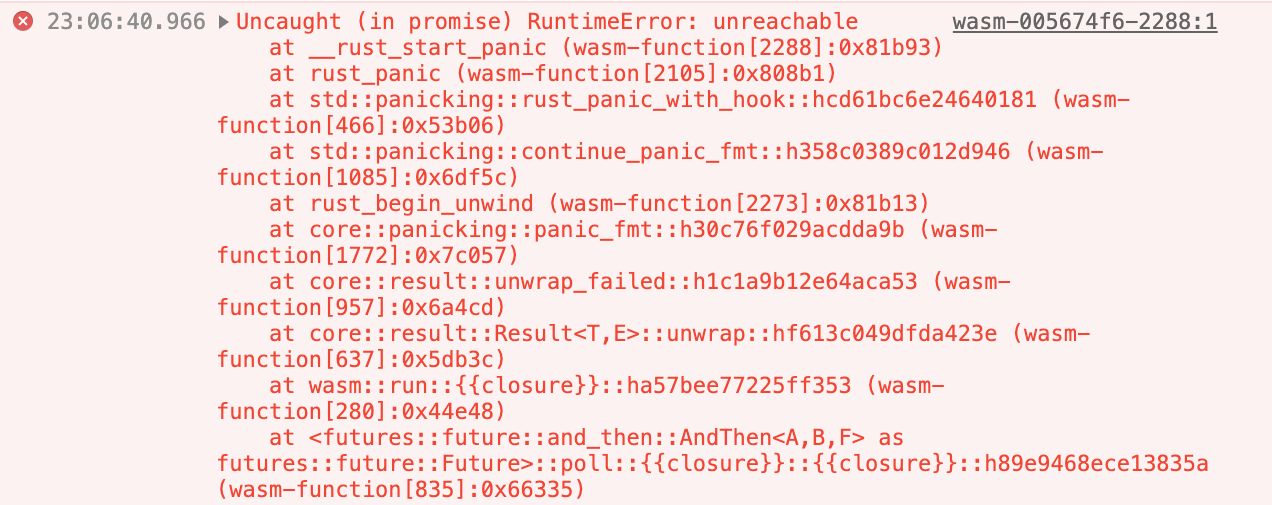 23:06:40.966 ▶Uncaught (in promise) RuntimeError: unreachable wasm-005674f6-2288:1
at __rust_start_panic (wasm-function[2288]:0x81b93)
at rust_panic (wasm-function[2105]:0x808b1)
at std::panicking::rust_panic_with_hook::hcd61bc6e24640181 (wasm-
function[466]:0x53b06)
at std::panicking::continue_panic_fmt::h358c0389c012d946 (wasm-
function[1085]:0x6df5c)
at rust_begin_unwind (wasm-function[2273]:0x81b13)
at core::panicking::panic_fmt::h30c76f029acdda9b (wasm-
function[1772]:0x7c057)
at core::result::unwrap_failed::h1c1a9b12e64aca53 (wasm-
function[957]:0x6a4cd)
at core::result::Result<T,E>::unwrap::hf613c049dfda423e (wasm-
function[637]:0x5db3c)
at wasm::run::{{closure}}::ha57bee77225ff353 (wasm-
function[280]:0x44e48)
at <futures::future::and_then::AndThen<A,B,F> as
futures::future::Future>::poll::{{closure}}::{{closure}}::h89e9468ece13835a
(wasm-function[835]:0x66335)